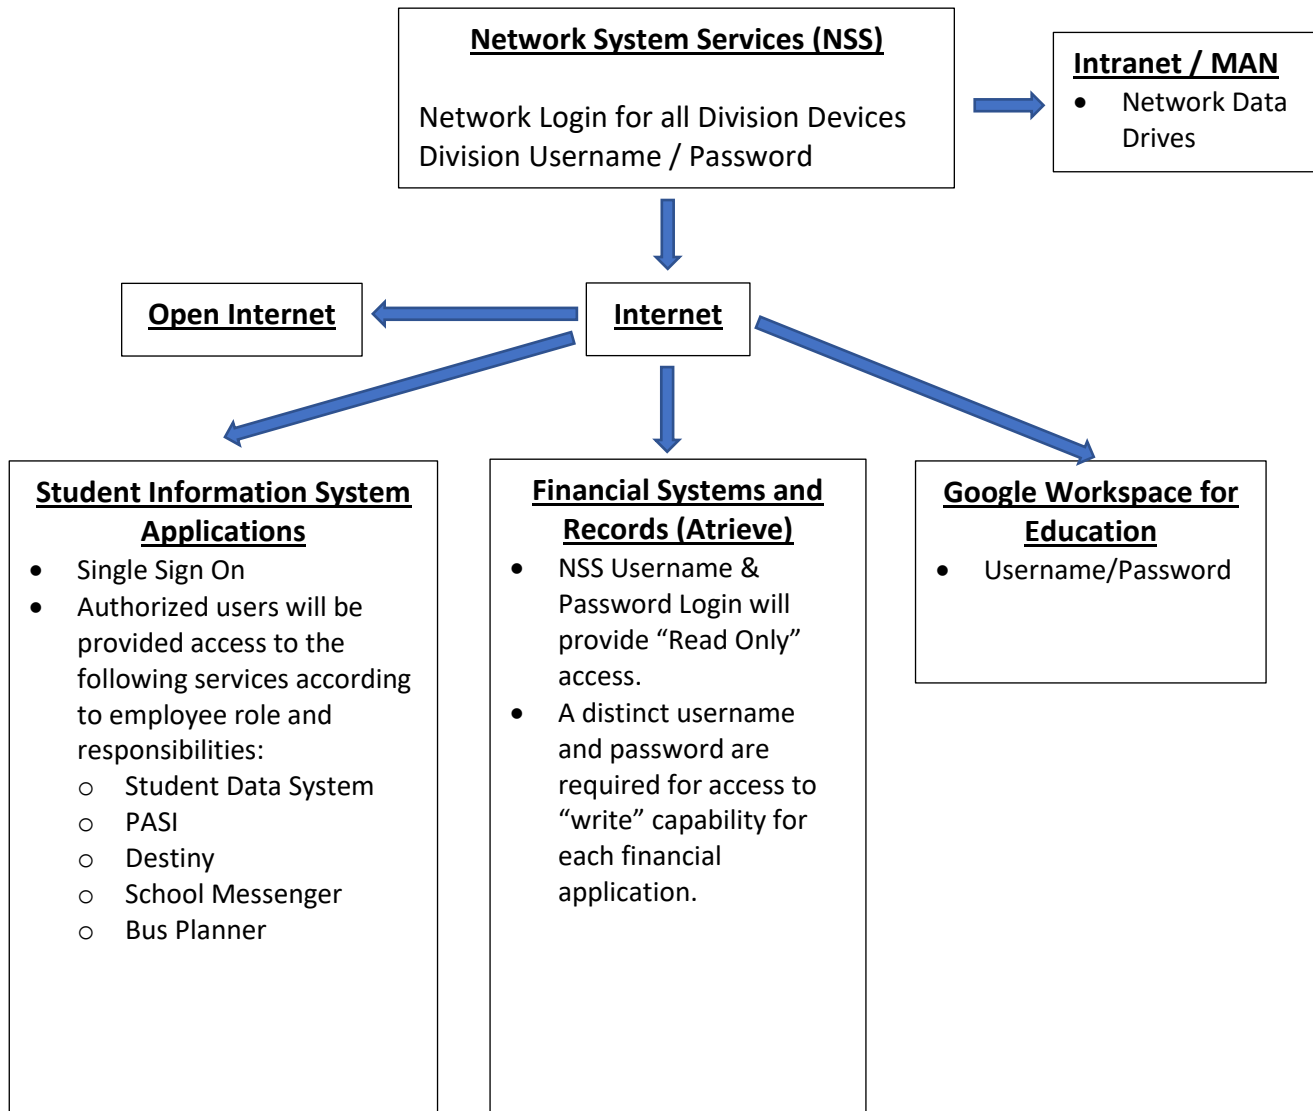 Network System Services (NSS)
Network Login for all Division Devices
Division Username / Password
Intranet / MAN
• Network Data
Drives
Open Internet
Internet
Student Information System
Applications
• Single Sign On
• Authorized users will be
provided access to the
following services according
to employee role and
responsibilities:
o Student Data System
o PASI
o Destiny
o School Messenger
o Bus Planner
Financial Systems and
Records (Atrieve)
• NSS Username &
Password Login will
provide “Read Only”
access.
• A distinct username
and password are
required for access to
“write” capability for
each financial
application.
Google Workspace for
Education
• Username/Password